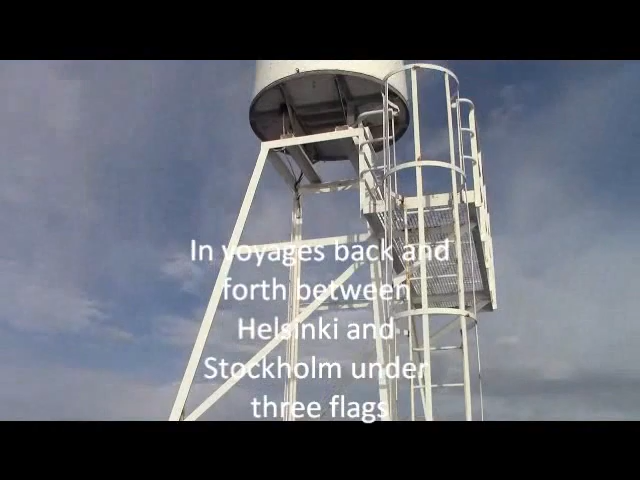 In voyages back and
forth between
Helsinki and
Stockholm under
three flags